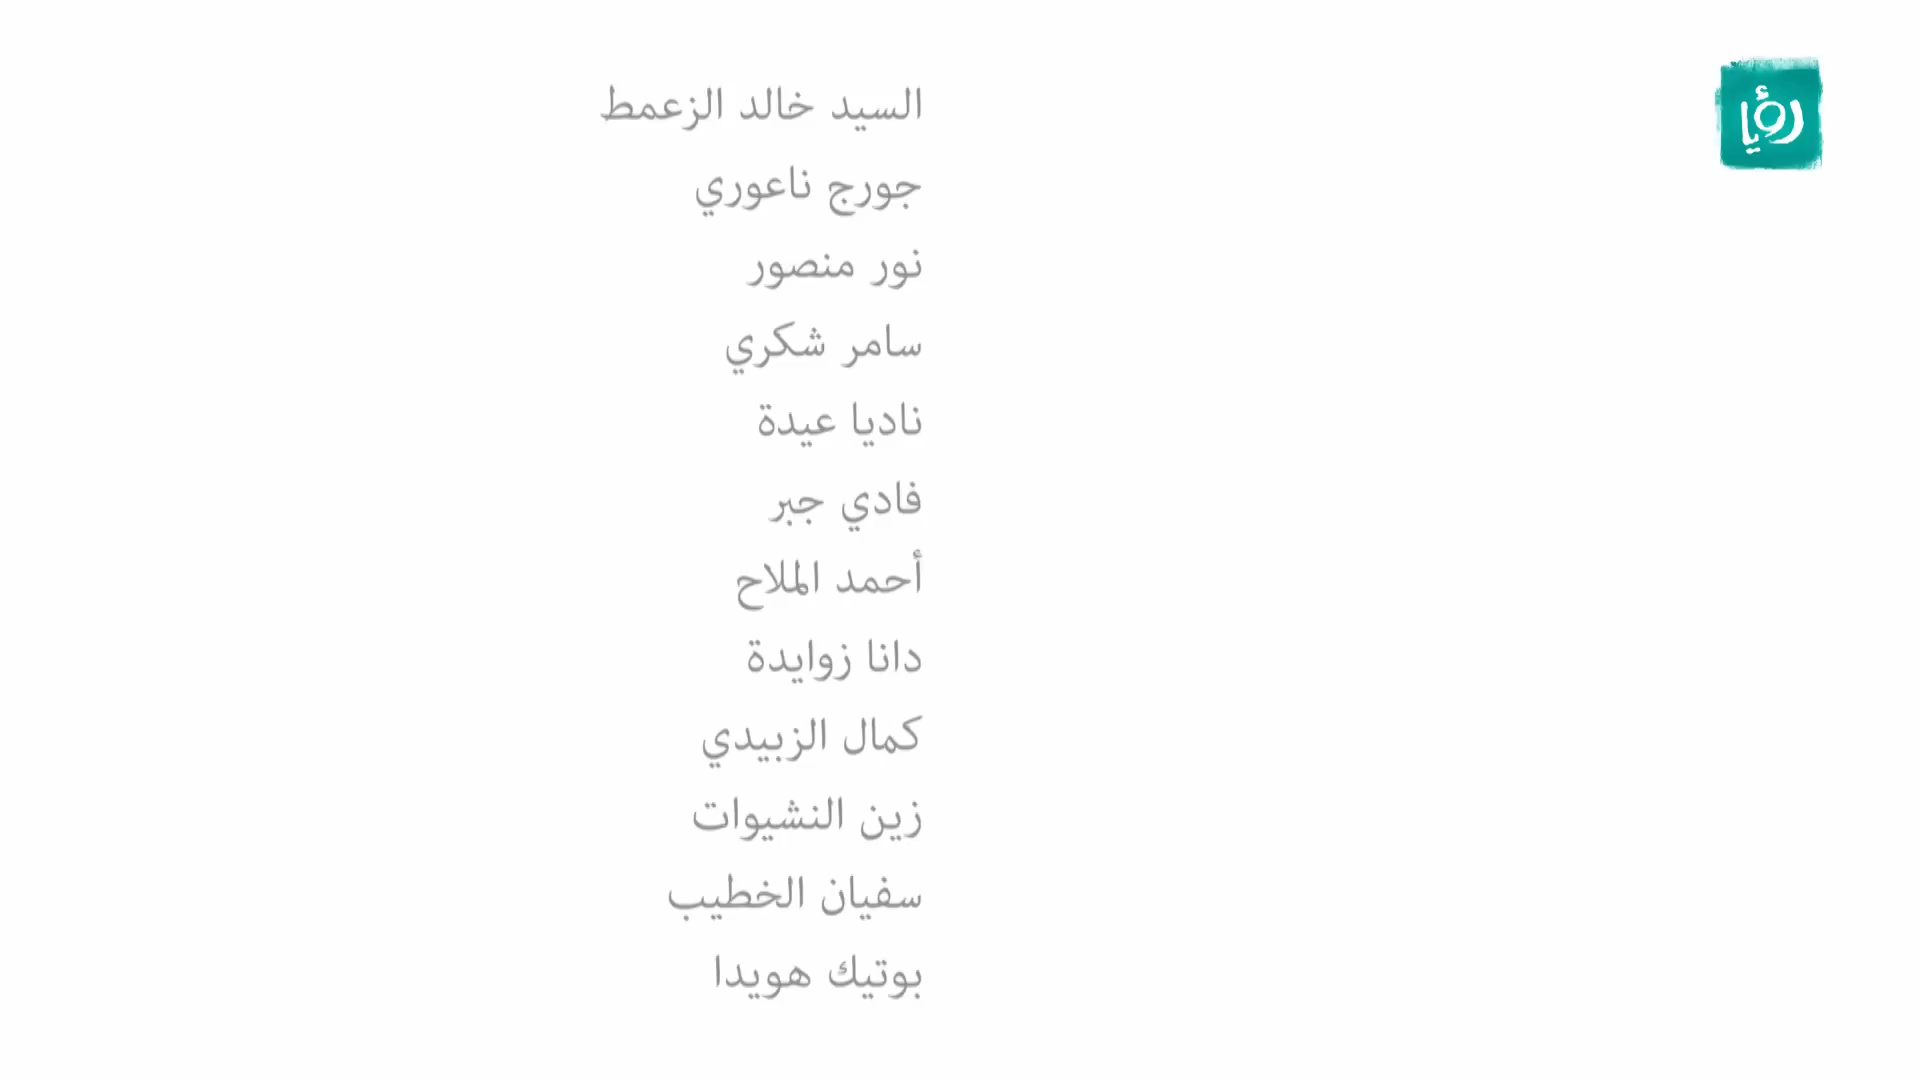 رؤيا
السيد خالد الزعمط
جورج ناعوري
نور منصور
سامر شكري
ناديا عيدة
فادي جبر
أحمد الملاح
دانا زوايدة
كمال الزبيدي
زين النشيوات
سفيان الخطيب
بوتيك هويدا